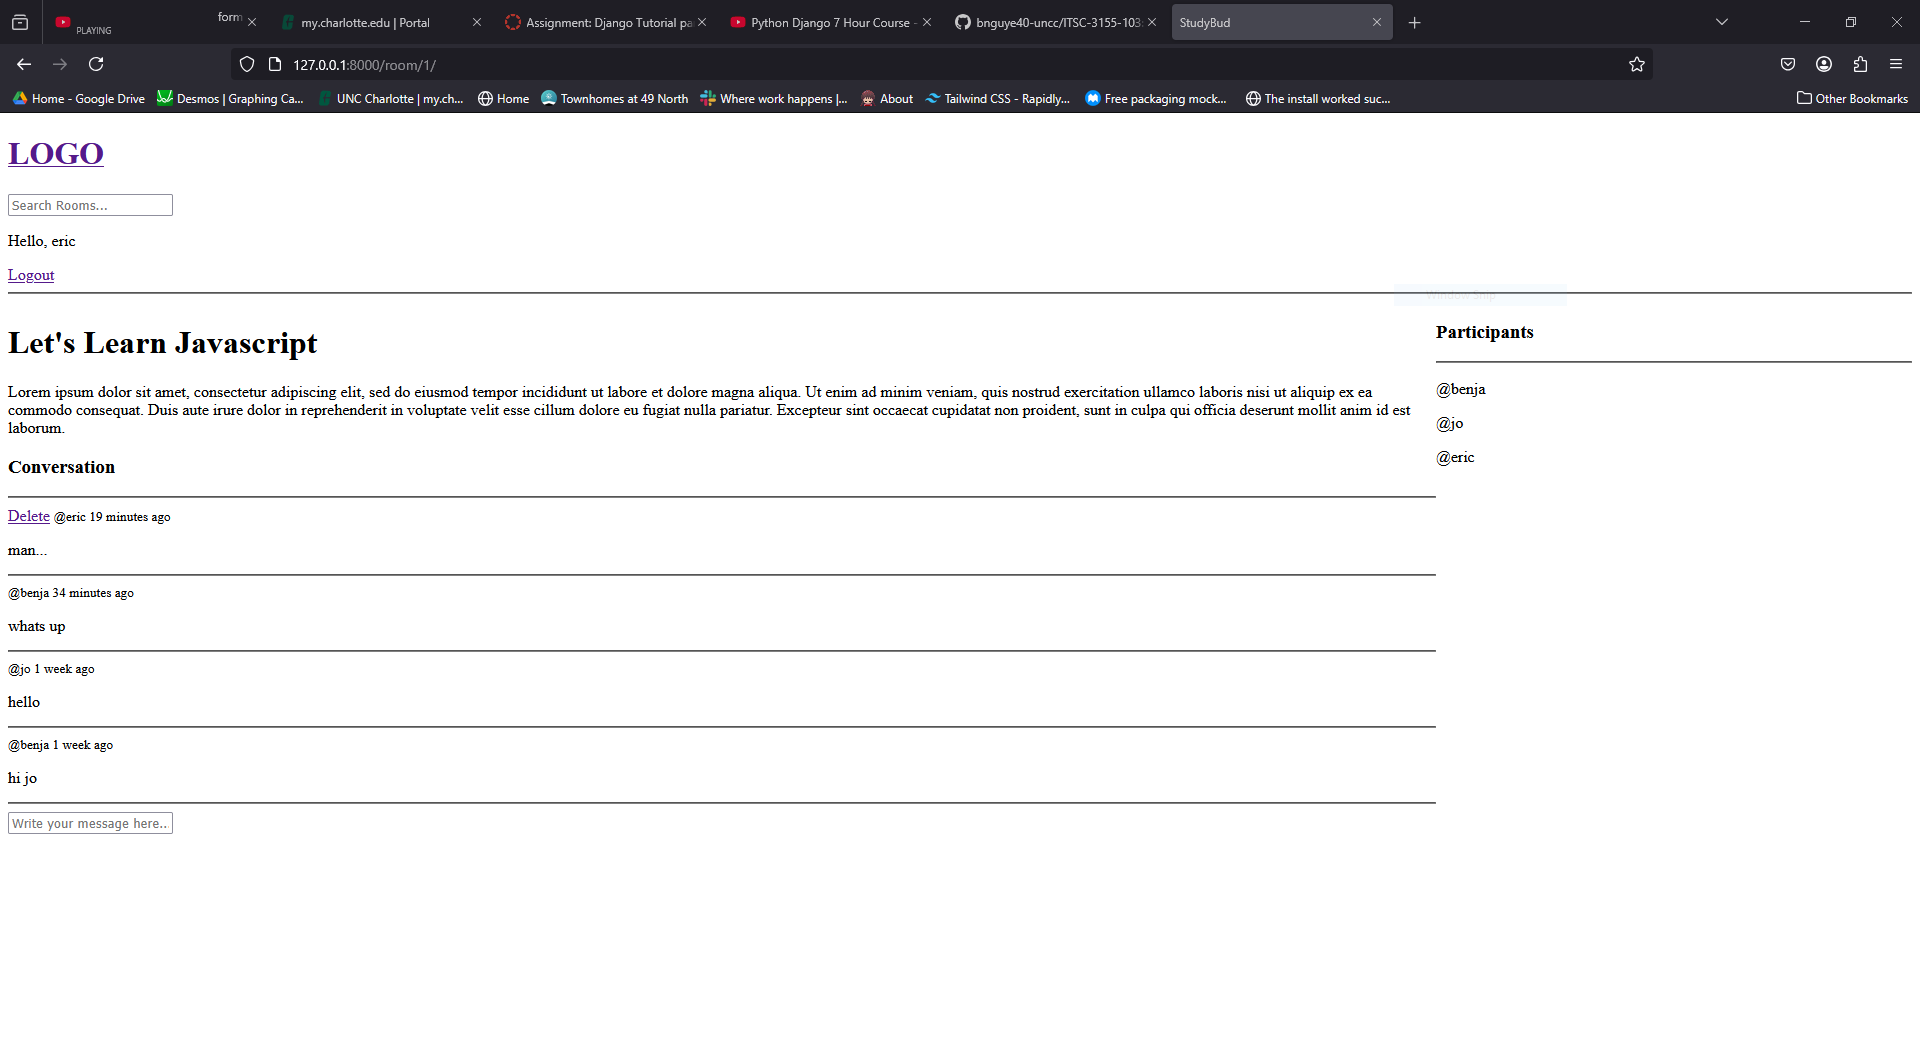 PLAYING
form
my.charlotte.edu | Portal
Assignment: Django Tutorial pa
Python Django 7 Hour Course -
bnguye40-uncc/ITSC-3155-103:
StudyBud
127.0.0.1:8000/room/1/
Home - Google Drive
Desmos | Graphing Ca...
UNC Charlotte | my.ch...
Home
Townhomes at 49 North
Where work happens |...
About
Tailwind CSS - Rapidly...
Free packaging mock...
The install worked suc...
Other Bookmarks
LOGO
Search Rooms...
Hello, eric
Logout
Window Snip
Let's Learn Javascript
Lorem ipsum dolor sit amet, consectetur adipiscing elit, sed do eiusmod tempor incididunt ut labore et dolore magna aliqua. Ut enim ad minim veniam, quis nostrud exercitation ullamco laboris nisi ut aliquip ex ea
commodo consequat. Duis aute irure dolor in reprehenderit in voluptate velit esse cillum dolore eu fugiat nulla pariatur. Excepteur sint occaecat cupidatat non proident, sunt in culpa qui officia deserunt mollit anim id est
laborum.
Conversation
Delete @eric 19 minutes ago
man...
@benja 34 minutes ago
whats up
@jo 1 week ago
hello
@benja 1 week ago
hi jo
Write your message here..
Participants
@benja
@jo
@eric